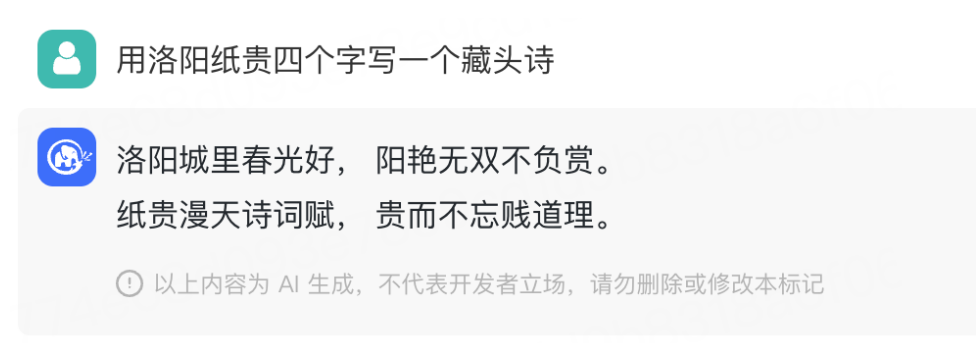 用洛阳纸贵四个字写一个藏头诗
洛阳城里春光好， 阳艳无双不负赏。
纸贵漫天诗词赋， 贵而不忘贱道理。
以上内容为 AI 生成，不代表开发者立场，请勿删除或修改本标记